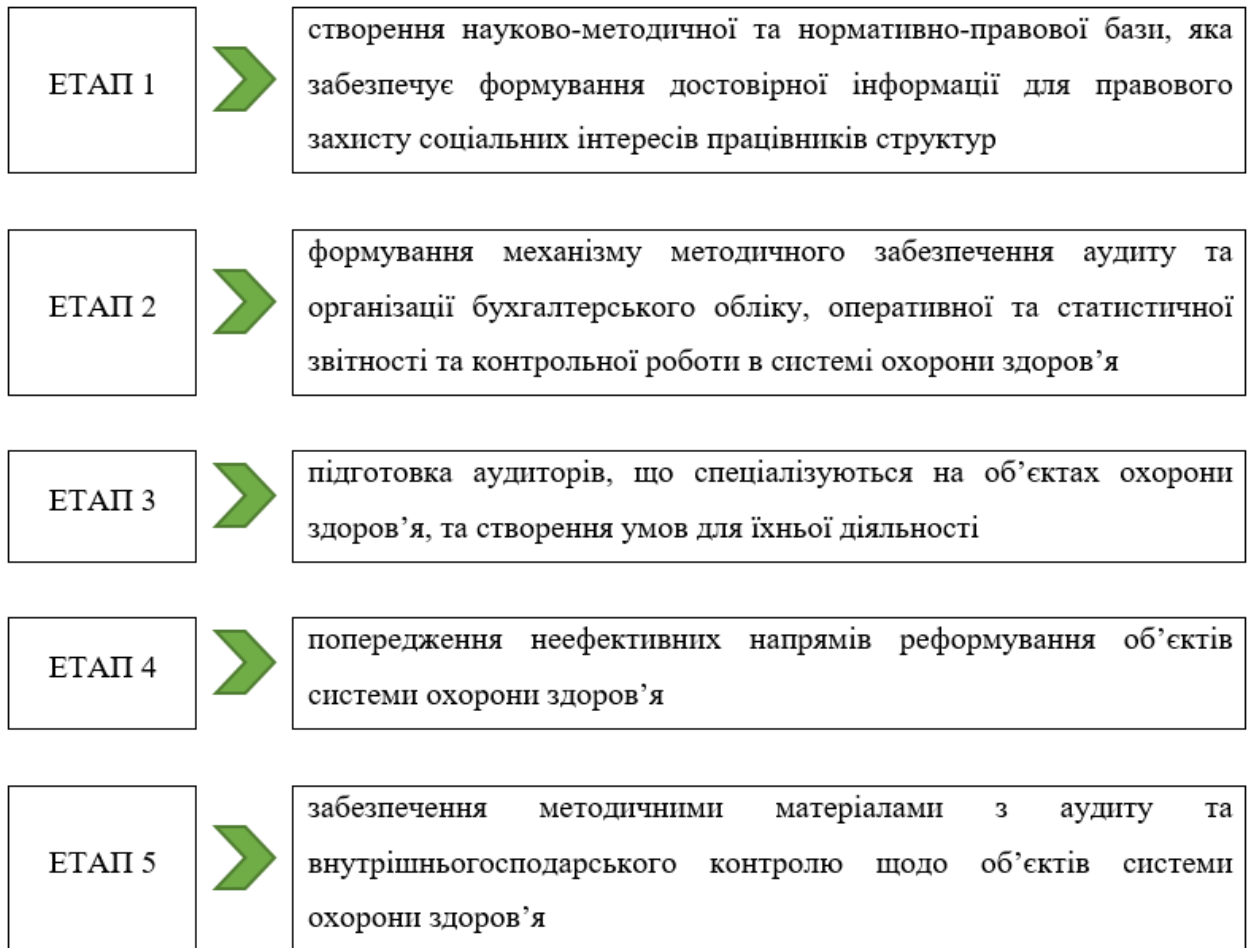 ЕТАП 1
створення науково-методичної та нормативно-правової бази, яка
забезпечує формування достовірної інформації для правового
захисту соціальних інтересів працівників структур
ЕТАП 2
формування механізму методичного забезпечення аудиту та
організації бухгалтерського обліку, оперативної та статистичної
звітності та контрольної роботи в системі охорони здоров’я
ЕТАП 3
підготовка аудиторів, що спеціалізуються на об’єктах охорони
здоров’я, та створення умов для їхньої діяльності
ЕТАП 4
попередження неефективних напрямів реформування об’єктів
системи охорони здоров’я
ЕТАП 5
забезпечення методичними матеріалами з аудиту та
внутрішньогосподарського контролю щодо об’єктів системи
охорони здоров’я